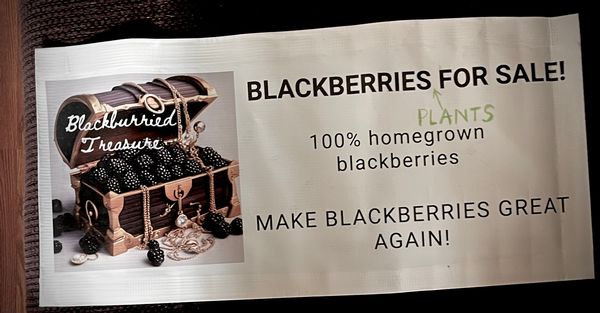 Blackburried
Treasure
BLACKBERRIES FOR SALE!
PLANTS
100% homegrown
blackberries
MAKE BLACKBERRIES GREAT
AGAIN!